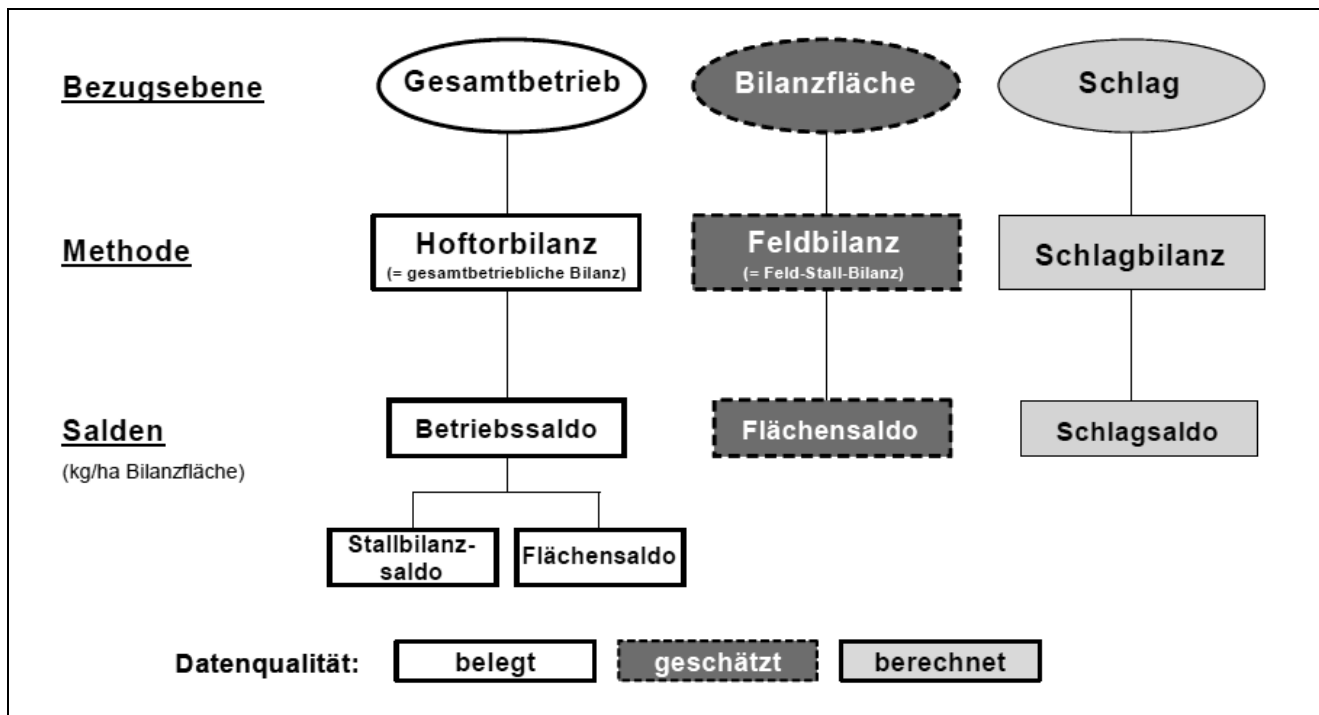 Bezugsebene
Gesamtbetrieb
Bilanzfläche
Schlag
Methode
Hoftorbilanz
(= gesamtbetriebliche Bilanz)
Feldbilanz
(= Feld-Stall-Bilanz)
Schlagbilanz
Salden
(kg/ha Bilanzfläche)
Betriebssaldo
Flächensaldo
Schlagsaldo
Stallbilanz-
saldo
Flächensaldo
Datenqualität:
belegt
geschätzt
berechnet